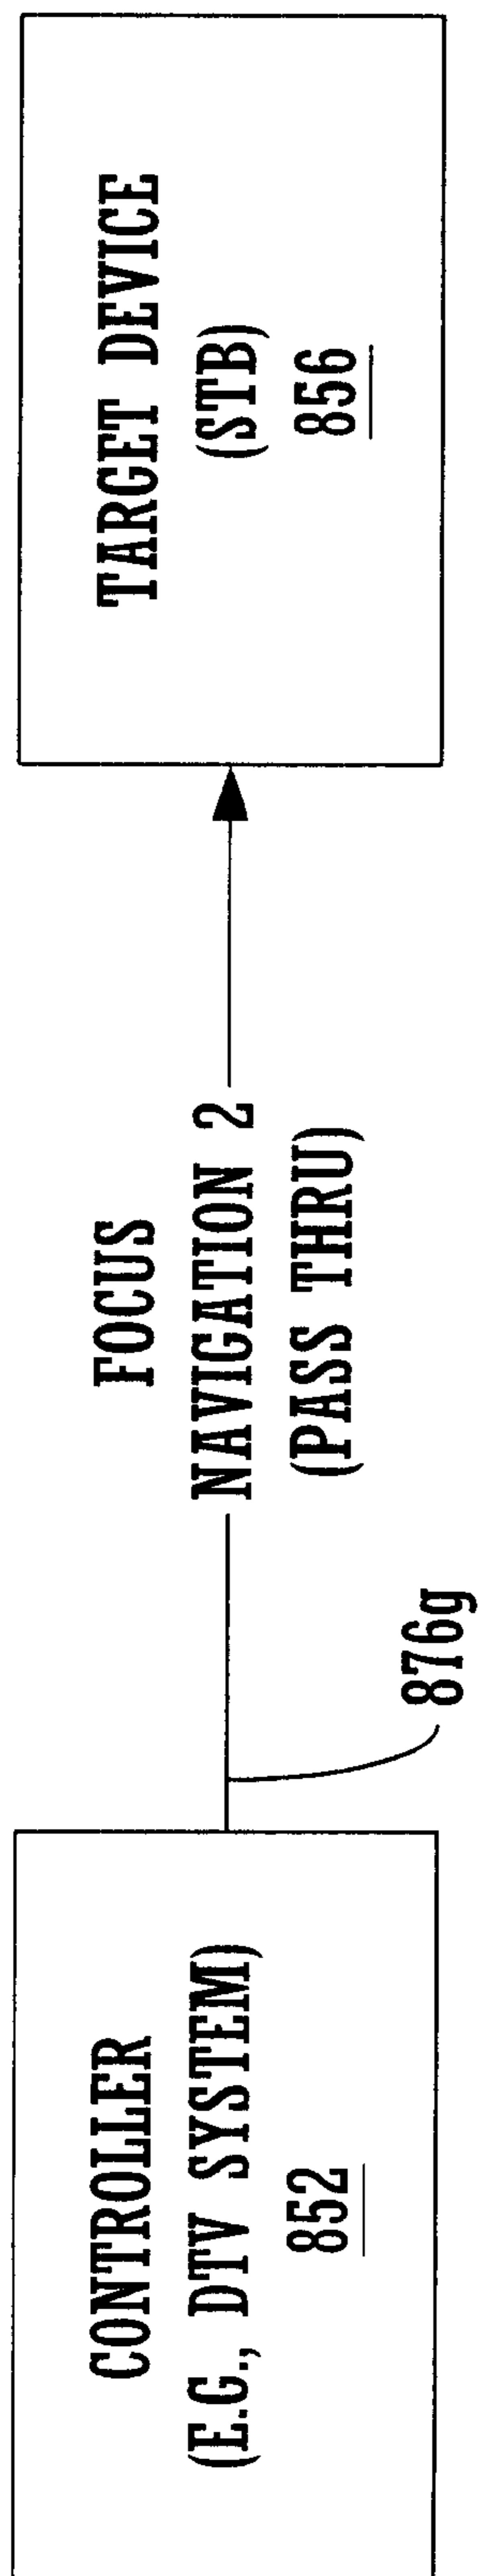 CONTROLLER
(E.G., DTV SYSTEM)
852
876g
FOCUS
NAVIGATION 2
(PASS THRU)
TARGET DEVICE
(STB)
856